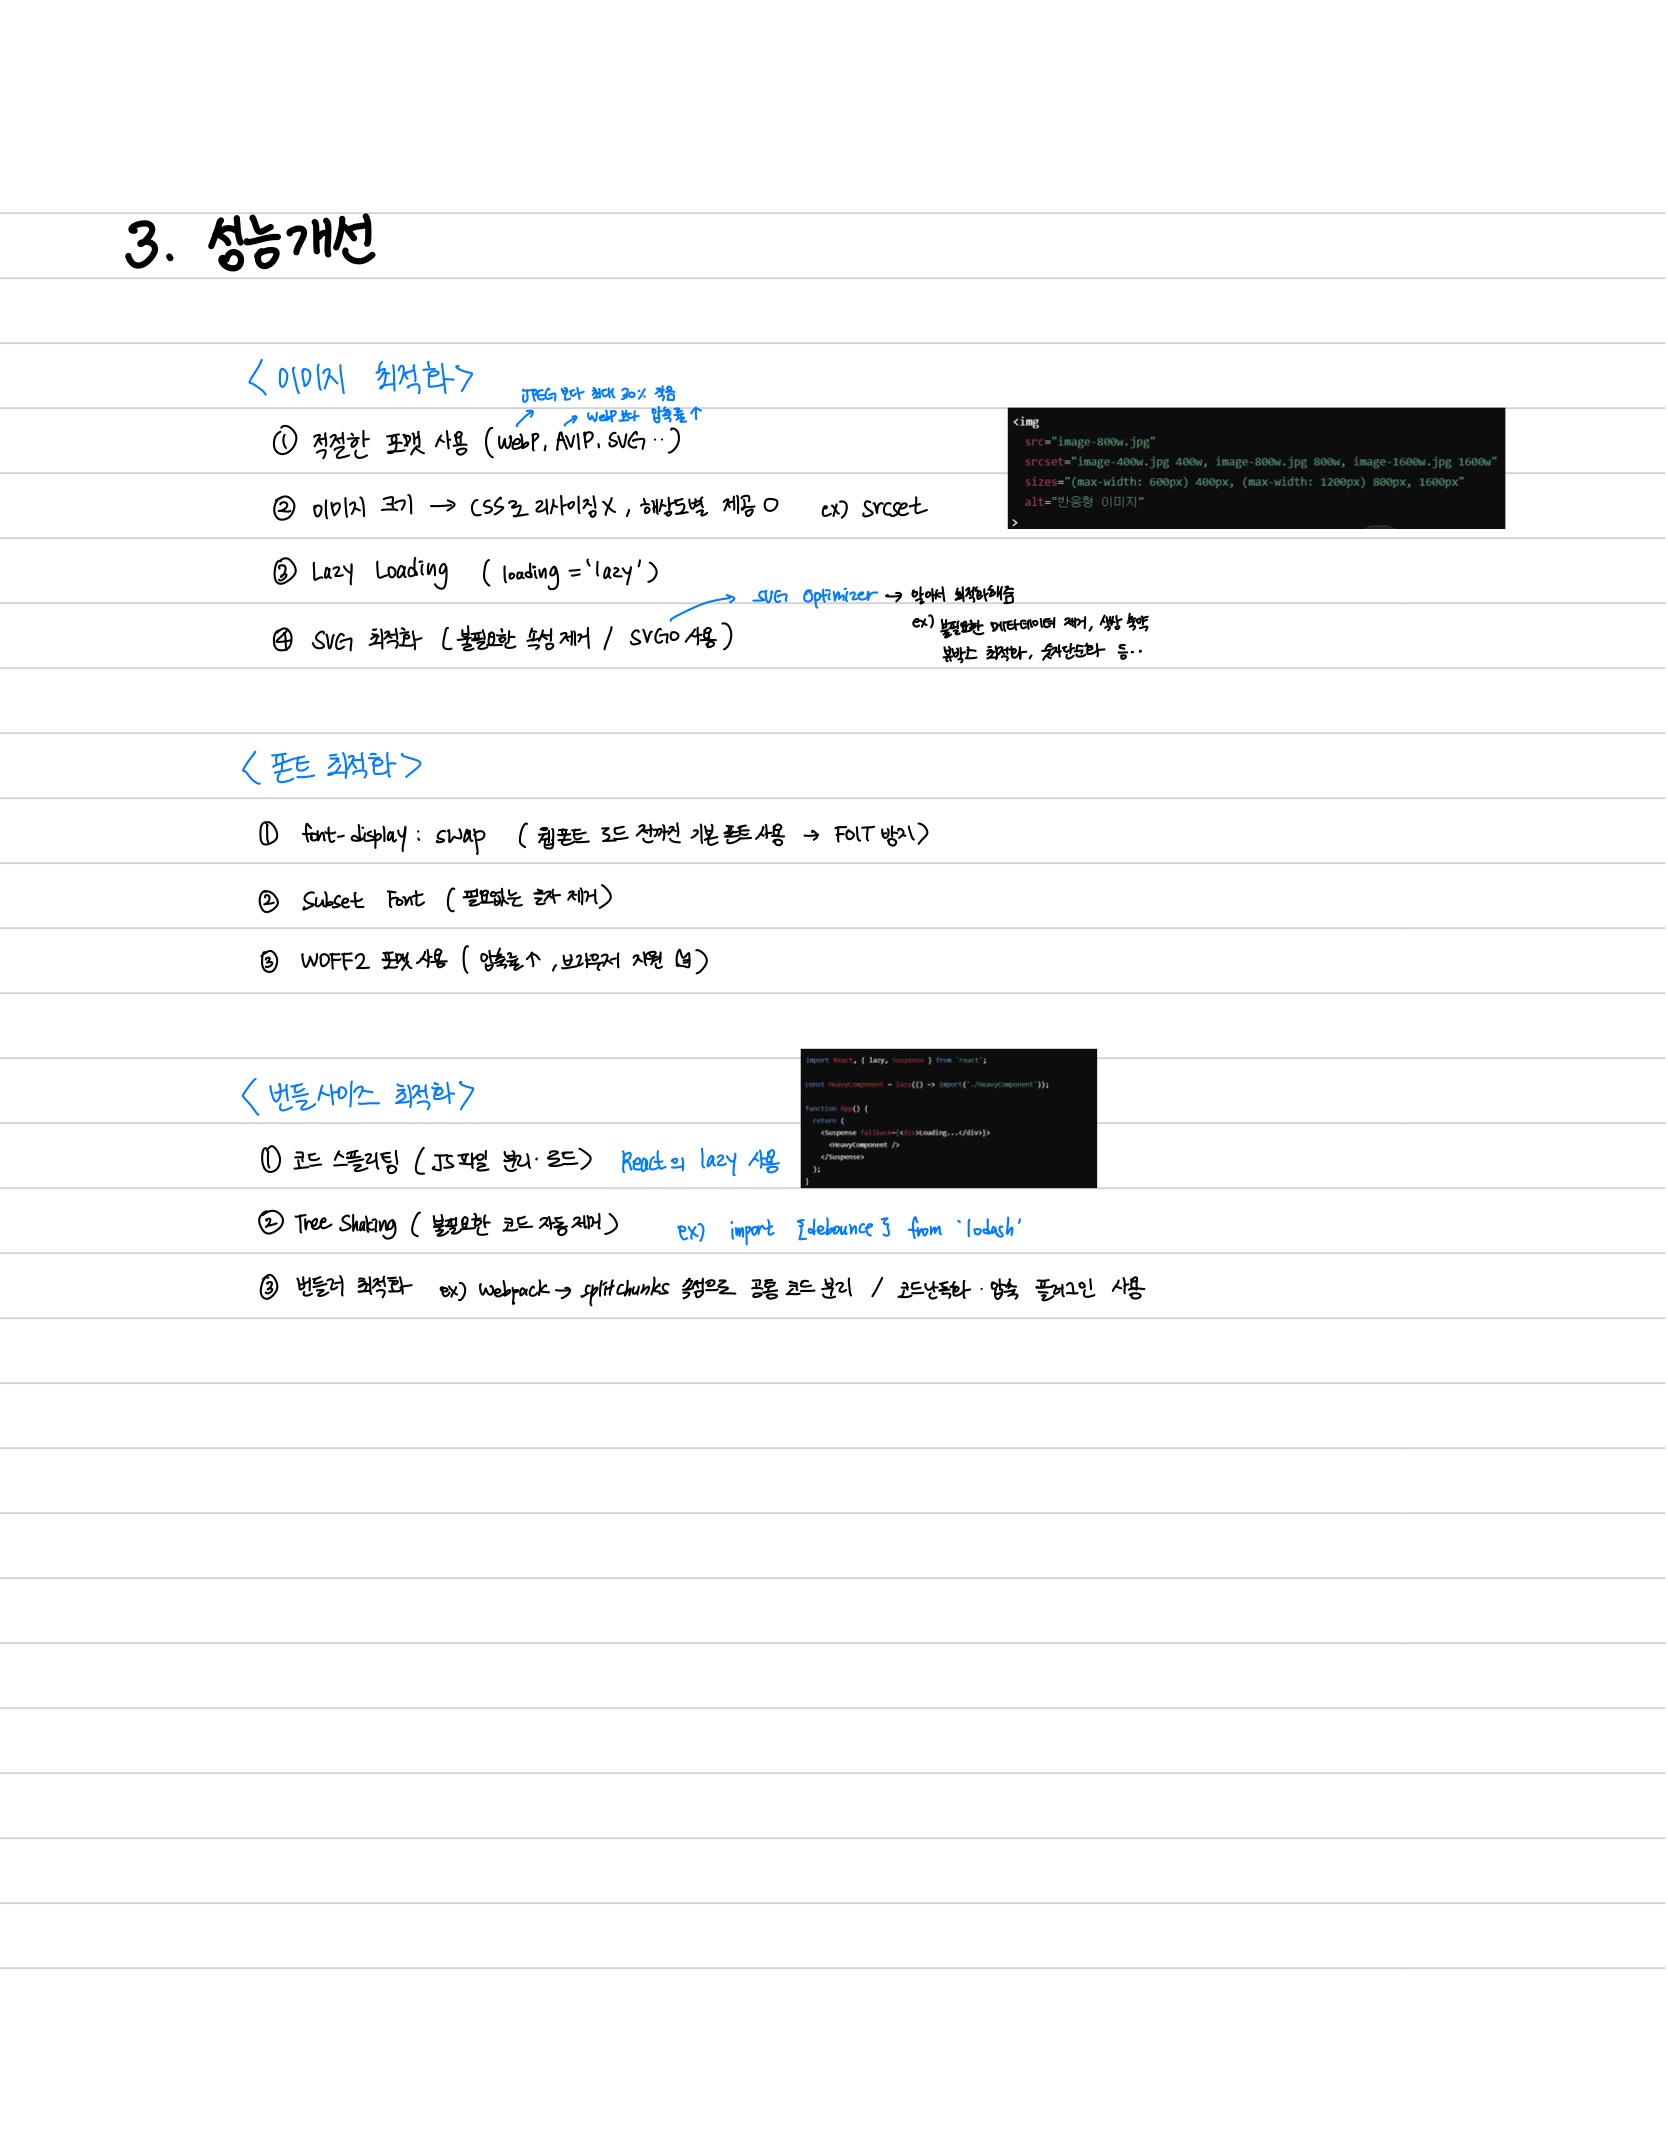 3. 성능개선
<이미지 최적화>
JPEG 보다 최대 30% 작음
WebP 보다 압축률↑
① 적절한 포맷 사용 (WebP, AVIP, SVG ··)
② 이미지 크기 → CSS로 리사이징X, 해상도별 제공 O ex) srcset
<img
src="image-800w.jpg"
srcset="image-400w.jpg 400w, image-800w.jpg 800w, image-1600w.jpg 1600w"
sizes="(max-width: 600px) 400px, (max-width: 1200px) 800px, 1600px"
alt="반응형 이미지"
>
③ Lazy Loading (loading = 'lazy')
SVG Optimizer → 알아서 최적화해줌
④ SVG 최적화 (불필요한 속성 제거 / SVGO 사용)
ex) 불필요한 메타데이터 제거, 색상 축약
뷰박스 최적화, 숫자단순화 등··
<폰트 최적화>
① font-display : swap (웹폰트 로드 전까진 기본 폰트 사용 → FOIT 방지)
② Subset Font (필요없는 글자 제거)
③ WOFF2 포맷 사용 (압축률↑, 브라우저 지원)
<번들사이즈 최적화>
import React, { lazy, Suspense } from 'react';
const HeavyComponent = lazy(() => import('./HeavyComponent'));
function App() {
return (
<Suspense fallback={<div>Loading...</div>}>
<HeavyComponent />
</Suspense>
);
}
① 코드 스플리팅 (JS파일 분리·로드) React의 lazy 사용
② Tree Shaking (불필요한 코드 자동제거) ex) import {debounce} from 'lodash'
③ 번들러 최적화 ex) Webpack → splitchunks 속성으로 공통 코드 분리 / 코드난독화 · 압축 플러그인 사용